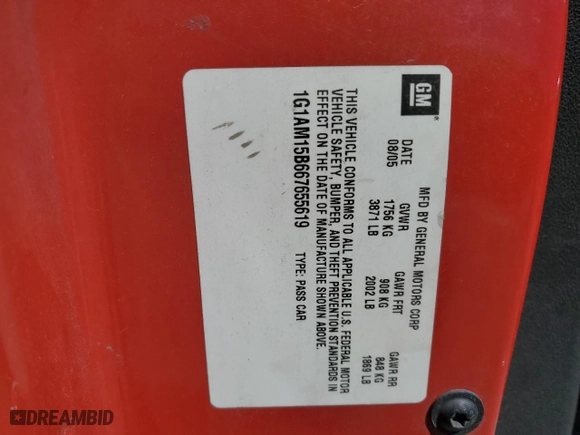 GM
MFD BY GENERAL MOTORS CORP
DATE GVWR GAWR FRT GAWR RR
08/05 1756 KG 908 KG 848 KG
3871 LB 2002 LB 1869 LB
THIS VEHICLE CONFORMS TO ALL APPLICABLE U.S. FEDERAL MOTOR
VEHICLE SAFETY, BUMPER, AND THEFT PREVENTION STANDARDS IN
EFFECT ON THE DATE OF MANUFACTURE SHOWN ABOVE.
1G1AM15B667655619 TYPE: PASS CAR
DREAMBID